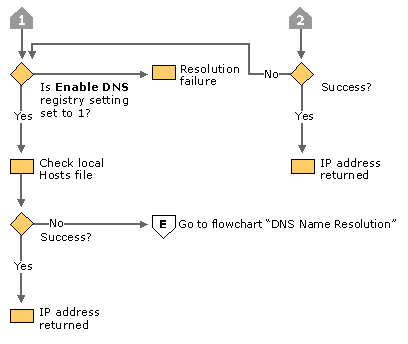 1
2
Is Enable DNS
registry setting
set to 1?
Resolution
failure
No
Success?
Yes
Yes
Check local
Hosts file
IP address
returned
No
Success?
E
Go to flowchart “DNS Name Resolution”
Yes
IP address
returned